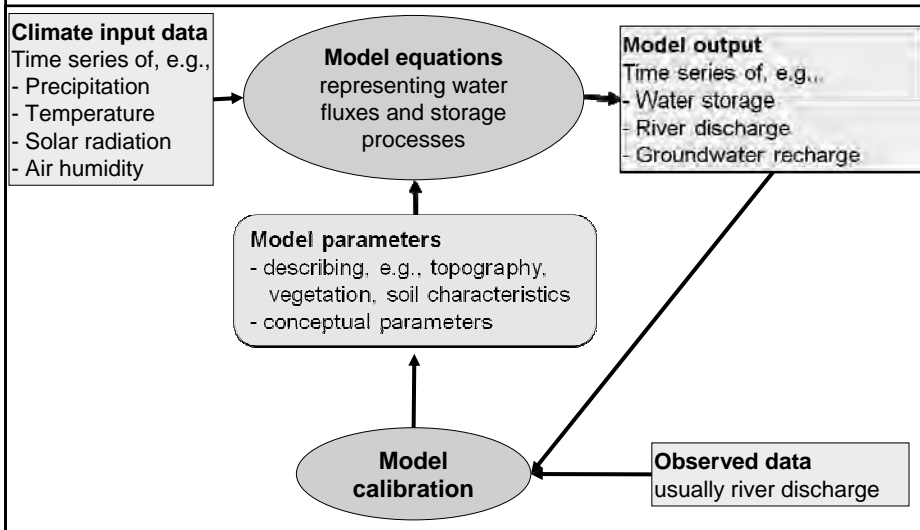 Climate input data
Time series of, e.g.,
- Precipitation
- Temperature
- Solar radiation
- Air humidity
Model equations
representing water
fluxes and storage
processes
Model output
Time series of, e.g.,.
- Water storage
- River discharge
- Groundwater recharge
Model parameters
- describing, e.g., topography,
vegetation, soil characteristics
- conceptual parameters
Model
calibration
Observed data
usually river discharge